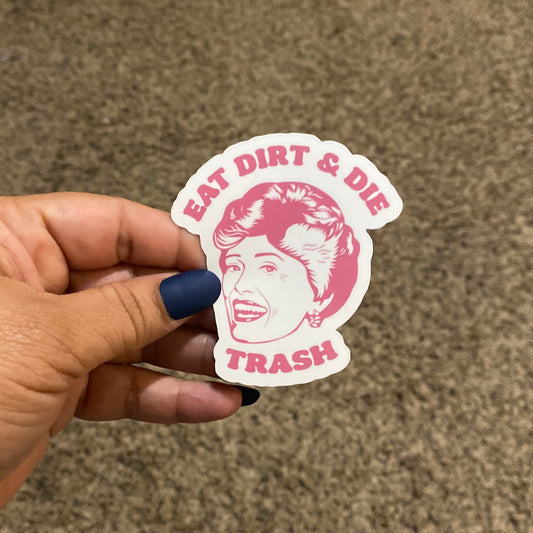 EAT DIRT & DIE
TRASH